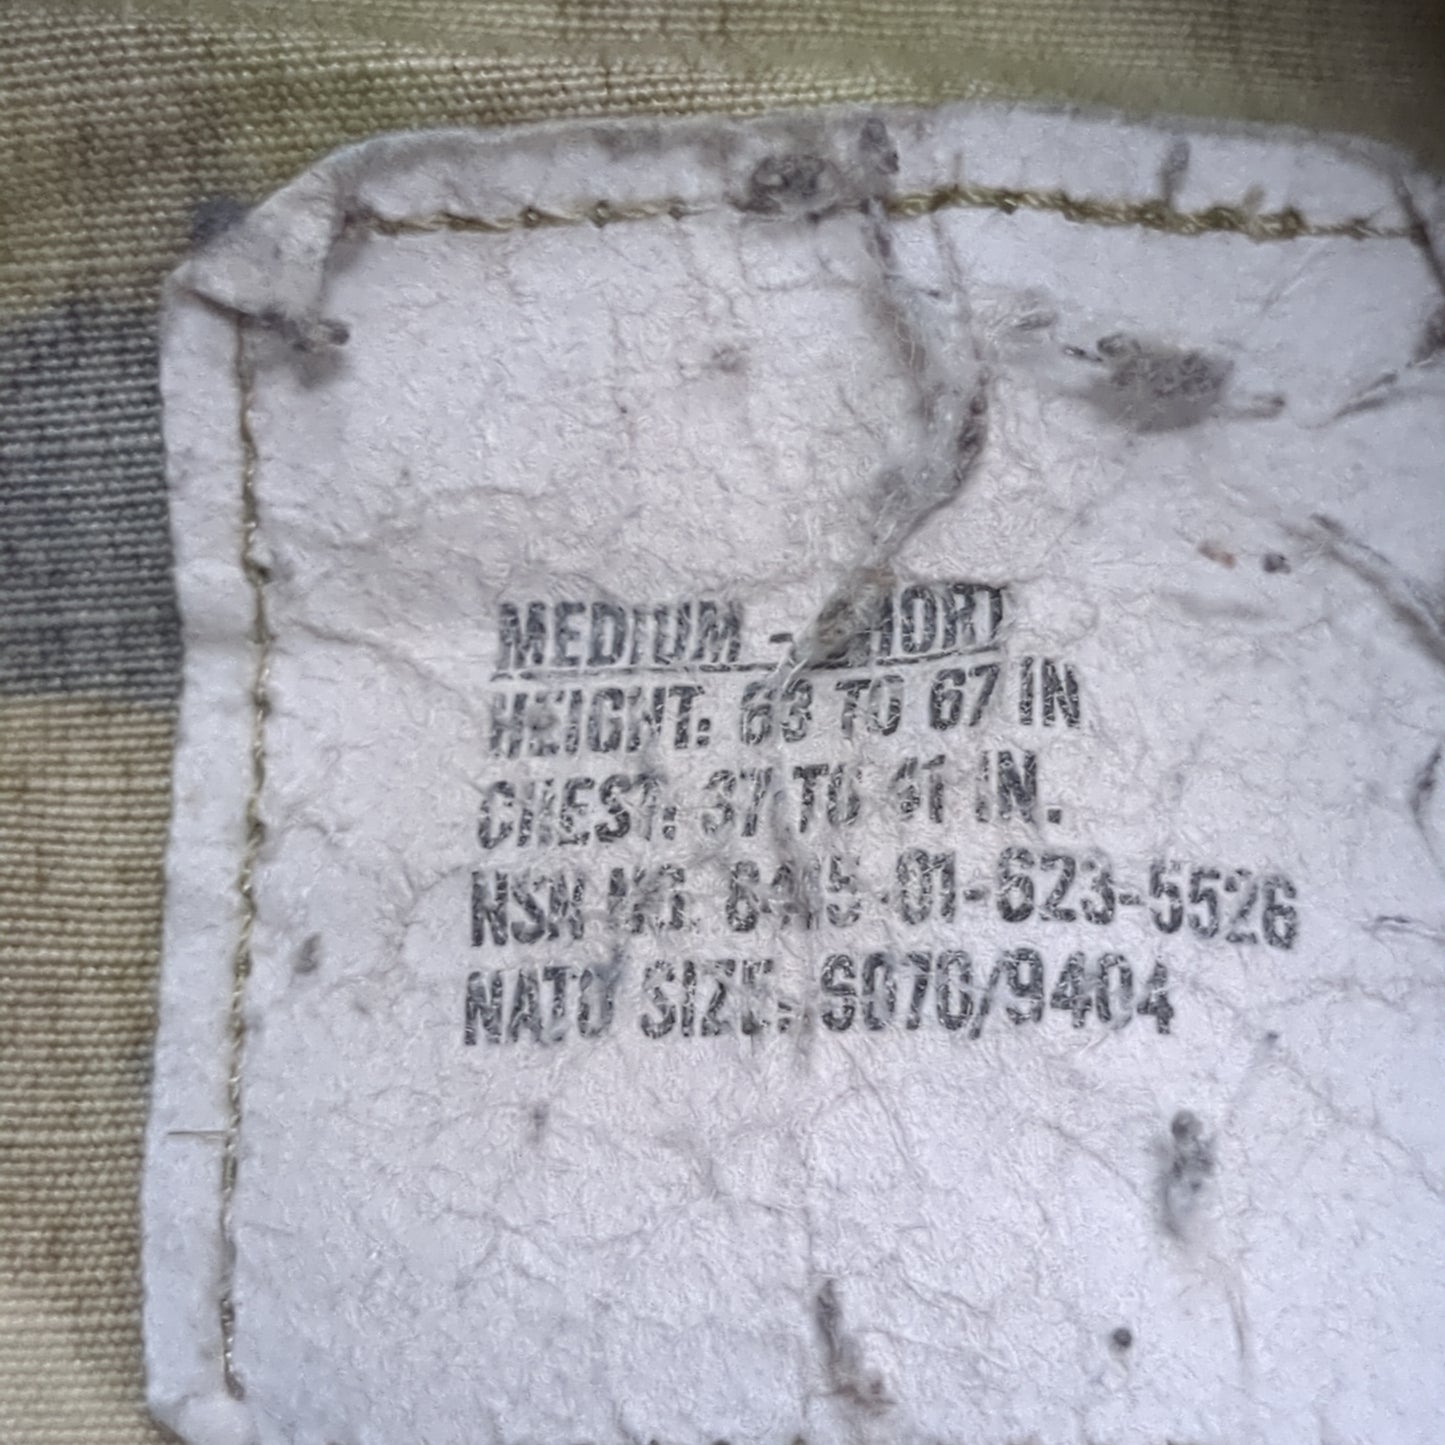 MEDIUM - SHORT
HEIGHT: 63 TO 67 IN
CHEST: 37 TO 41 IN.
NSN NO. 8415-01-623-5526
NATO SIZE: 6070/9404